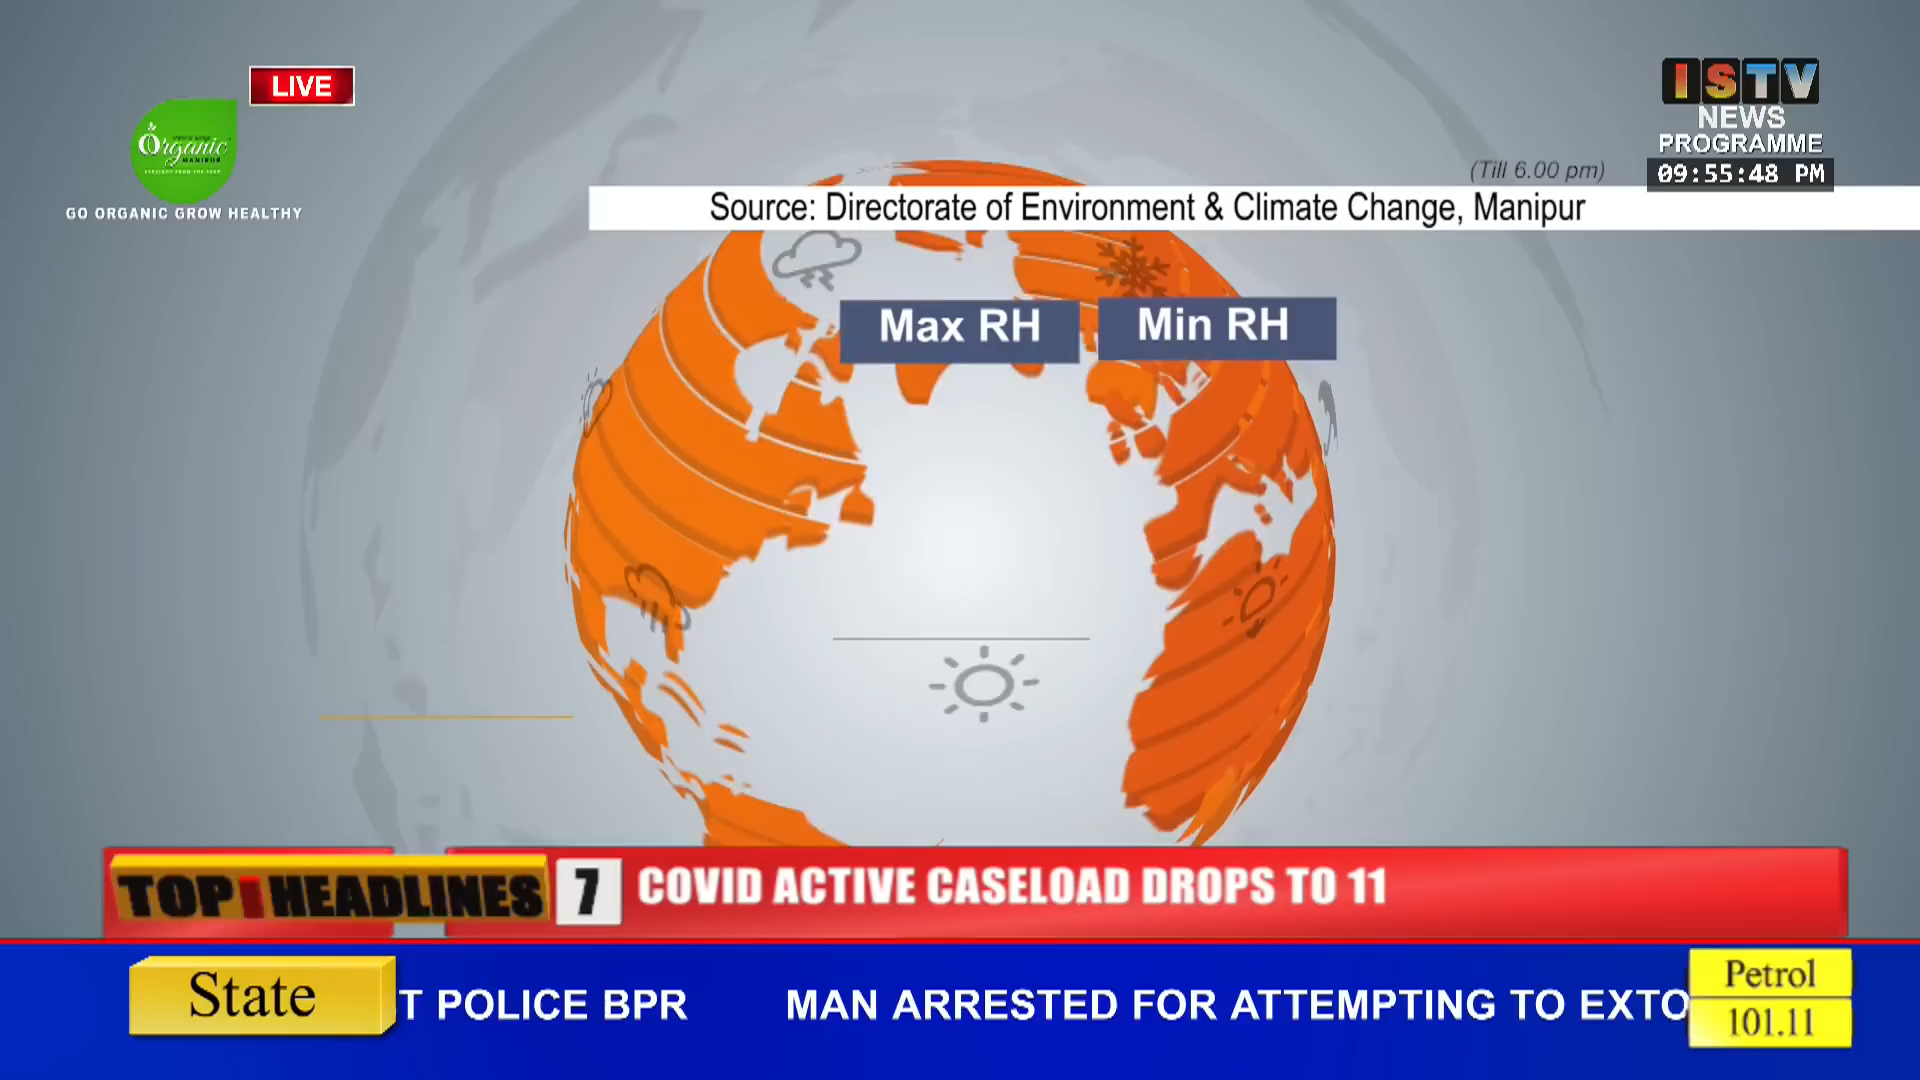 LIVE
ISTV
NEWS
PROGRAMME
09:55:48 PM
Organic
MANIPUR
GO ORGANIC GROW HEALTHY
(Till 6.00 pm)
Source: Directorate of Environment & Climate Change, Manipur
Max RH
Min RH
TOP HEADLINES
7
COVID ACTIVE CASELOAD DROPS TO 11
State
T POLICE BPR
MAN ARRESTED FOR ATTEMPTING TO EXTO
Petrol
101.11